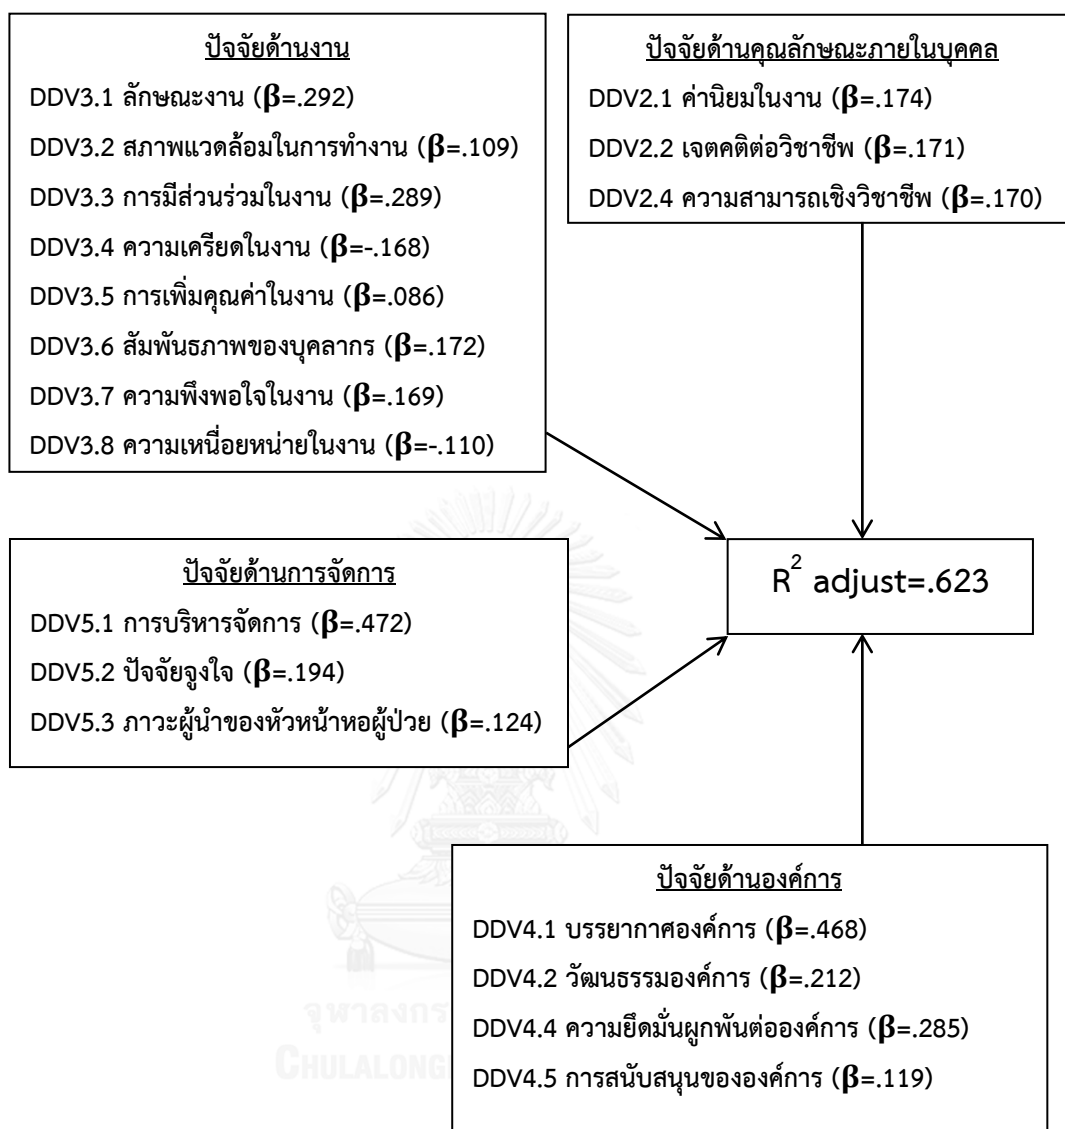 ปัจจัยด้านงาน
DDV3.1 ลักษณะงาน (β=.292)
DDV3.2 สภาพแวดล้อมในการทำงาน (β=.109)
DDV3.3 การมีส่วนร่วมในงาน (β=.289)
DDV3.4 ความเครียดในงาน (β=-.168)
DDV3.5 การเพิ่มคุณค่าในงาน (β=.086)
DDV3.6 สัมพันธภาพของบุคลากร (β=.172)
DDV3.7 ความพึงพอใจในงาน (β=.169)
DDV3.8 ความเหนื่อยหน่ายในงาน (β=-.110)
ปัจจัยด้านคุณลักษณะภายในบุคคล
DDV2.1 ค่านิยมในงาน (β=.174)
DDV2.2 เจตคติต่อวิชาชีพ (β=.171)
DDV2.4 ความสามารถเชิงวิชาชีพ (β=.170)
ปัจจัยด้านการจัดการ
DDV5.1 การบริหารจัดการ (β=.472)
DDV5.2 ปัจจัยจูงใจ (β=.194)
DDV5.3 ภาวะผู้นำของหัวหน้าหอผู้ป่วย (β=.124)
R² adjust=.623
ปัจจัยด้านองค์การ
DDV4.1 บรรยากาศองค์การ (β=.468)
DDV4.2 วัฒนธรรมองค์การ (β=.212)
DDV4.4 ความยึดมั่นผูกพันต่อองค์การ (β=.285)
DDV4.5 การสนับสนุนขององค์การ (β=.119)
จุฬาลงกร
CHULALONG